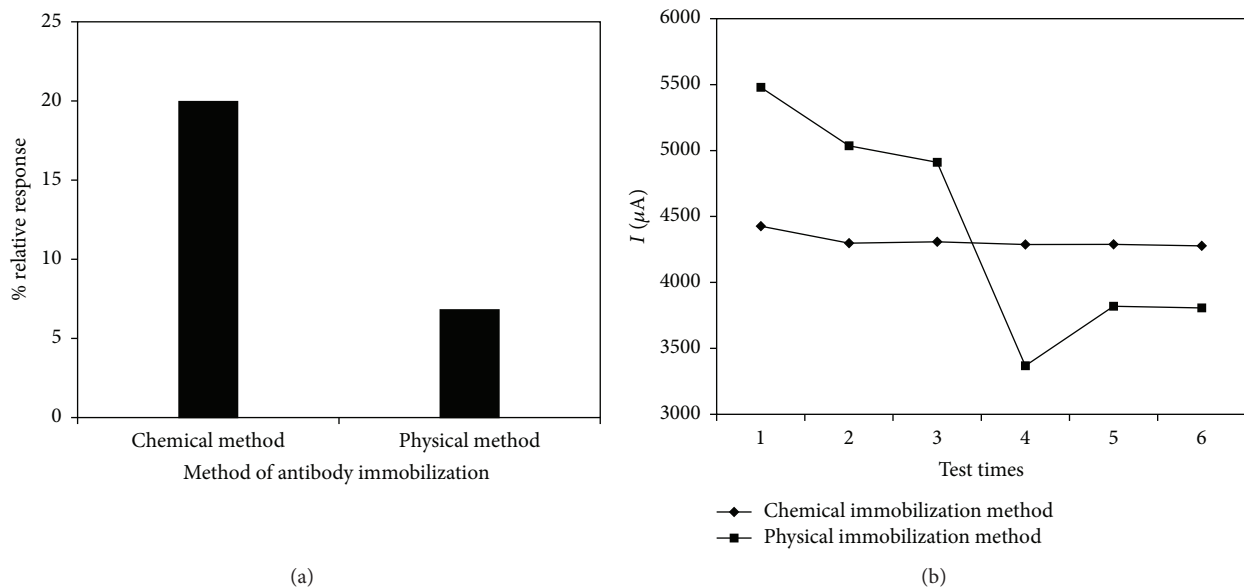 25
20
15
10
5
0
% relative response
Chemical method
Physical method
Method of antibody immobilization
(a)
6000
5500
5000
4500
4000
3500
3000
I (μA)
1 2 3 4 5 6
Test times
Chemical immobilization method
Physical immobilization method
(b)